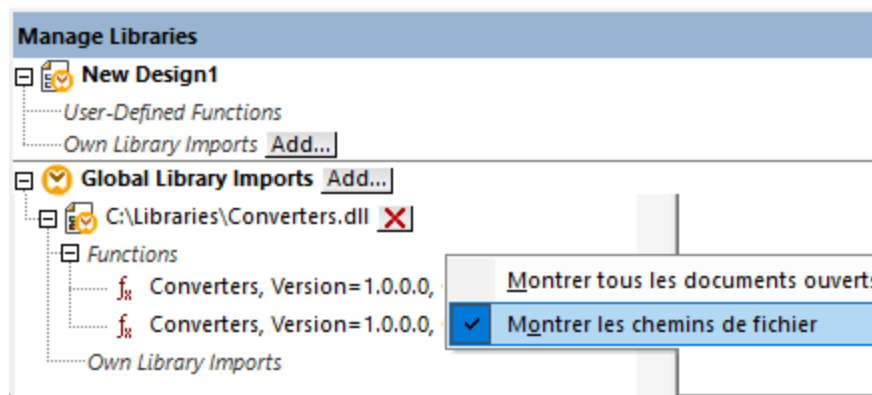 Manage Libraries
New Design1
User-Defined Functions
Own Library Imports Add...
Global Library Imports Add...
C:\Libraries\Converters.dll
Functions
Converters, Version=1.0.0.0,
Montrer tous les documents ouverts
Converters, Version=1.0.0.0,
Montrer les chemins de fichier
Own Library Imports